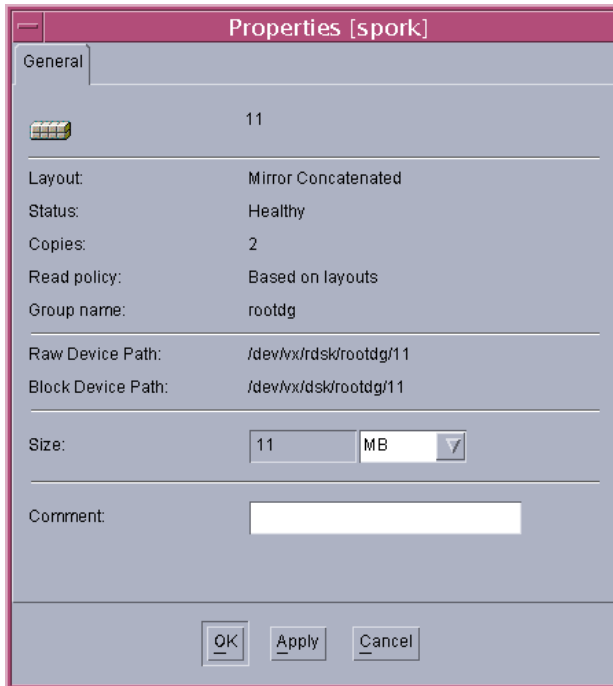 Properties [spork]
General
11
Layout: Mirror Concatenated
Status: Healthy
Copies: 2
Read policy: Based on layouts
Group name: rootdg
Raw Device Path: /dev/vx/rdsk/rootdg/11
Block Device Path: /dev/vx/dsk/rootdg/11
Size: 11 MB
Comment:
OK Apply Cancel